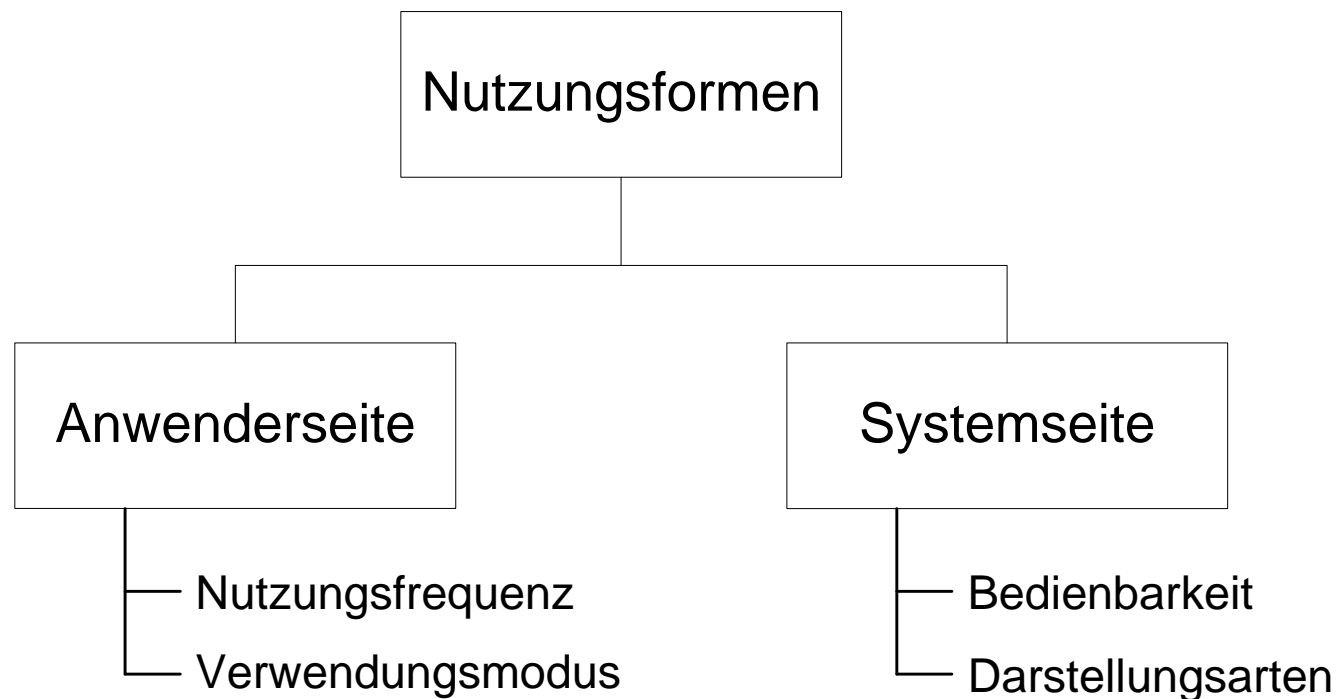 Nutzungsformen
Anwenderseite
Nutzungsfrequenz
Verwendungsmodus
Systemseite
Bedienbarkeit
Darstellungsarten